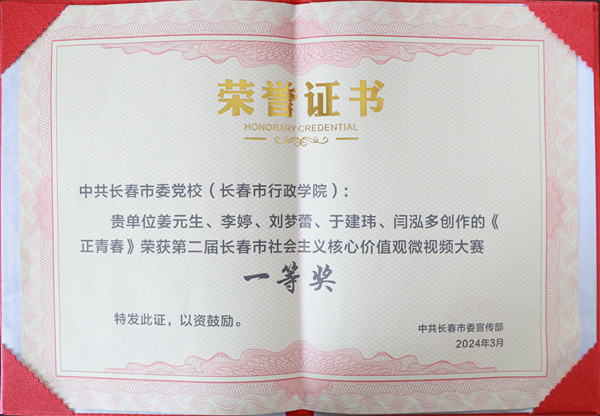 荣誉证书
HONORARY CREDENTIAL
中共长春市委党校（长春市行政学院）：
贵单位姜元生、李婷、刘梦蕾、于建玮、闫泓多创作的《
正青春》荣获第二届长春市社会主义核心价值观微视频大赛
一等奖
特发此证，以资鼓励。
中共长春市委宣传部
2024年3月